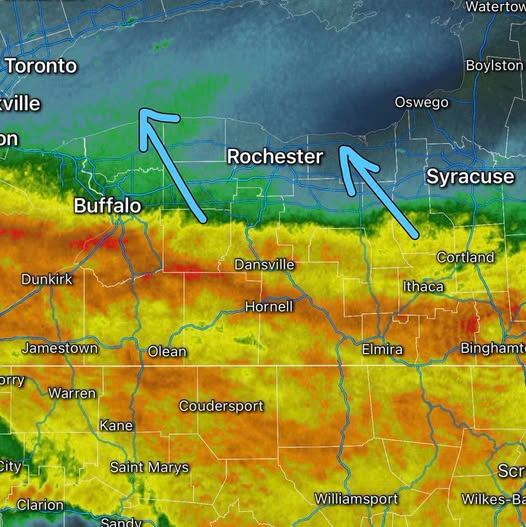 Watertow
Toronto
Boylston
kville
Oswego
on
Rochester
Syracuse
Buffalo
Cortland
Dansville
Dunkirk
Ithaca
Hornell
Jamestown
Olean
Elmira
Binghamto
orry
Warren
Coudersport
Kane
City
Saint Marys
Scr
Clarion
Williamsport
Wilkes-Ba
Sandy